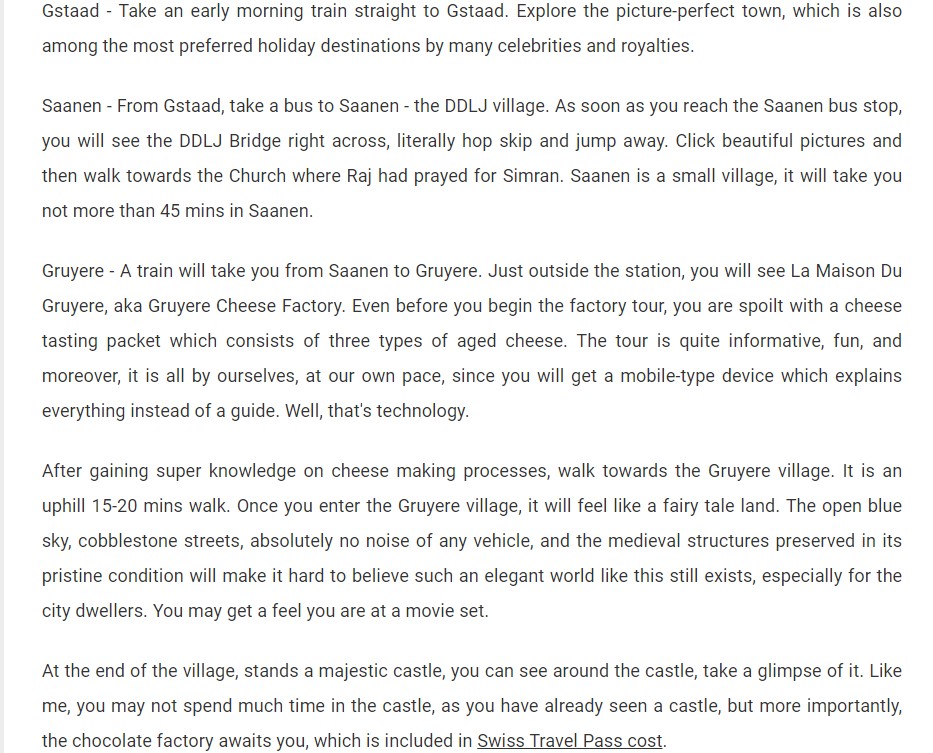 Gstaad - Take an early morning train straight to Gstaad. Explore the picture-perfect town, which is also
among the most preferred holiday destinations by many celebrities and royalties.
Saanen - From Gstaad, take a bus to Saanen - the DDLJ village. As soon as you reach the Saanen bus stop,
you will see the DDLJ Bridge right across, literally hop skip and jump away. Click beautiful pictures and
then walk towards the Church where Raj had prayed for Simran. Saanen is a small village, it will take you
not more than 45 mins in Saanen.
Gruyere - A train will take you from Saanen to Gruyere. Just outside the station, you will see La Maison Du
Gruyere, aka Gruyere Cheese Factory. Even before you begin the factory tour, you are spoilt with a cheese
tasting packet which consists of three types of aged cheese. The tour is quite informative, fun, and
moreover, it is all by ourselves, at our own pace, since you will get a mobile-type device which explains
everything instead of a guide. Well, that's technology.
After gaining super knowledge on cheese making processes, walk towards the Gruyere village. It is an
uphill 15-20 mins walk. Once you enter the Gruyere village, it will feel like a fairy tale land. The open blue
sky, cobblestone streets, absolutely no noise of any vehicle, and the medieval structures preserved in its
pristine condition will make it hard to believe such an elegant world like this still exists, especially for the
city dwellers. You may get a feel you are at a movie set.
At the end of the village, stands a majestic castle, you can see around the castle, take a glimpse of it. Like
me, you may not spend much time in the castle, as you have already seen a castle, but more importantly,
the chocolate factory awaits you, which is included in Swiss Travel Pass cost.